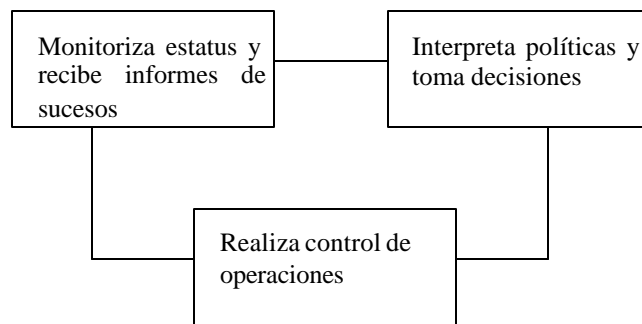 Monitoriza estatus y
recibe informes de
sucesos
Interpreta políticas y
toma decisiones
Realiza control de
operaciones